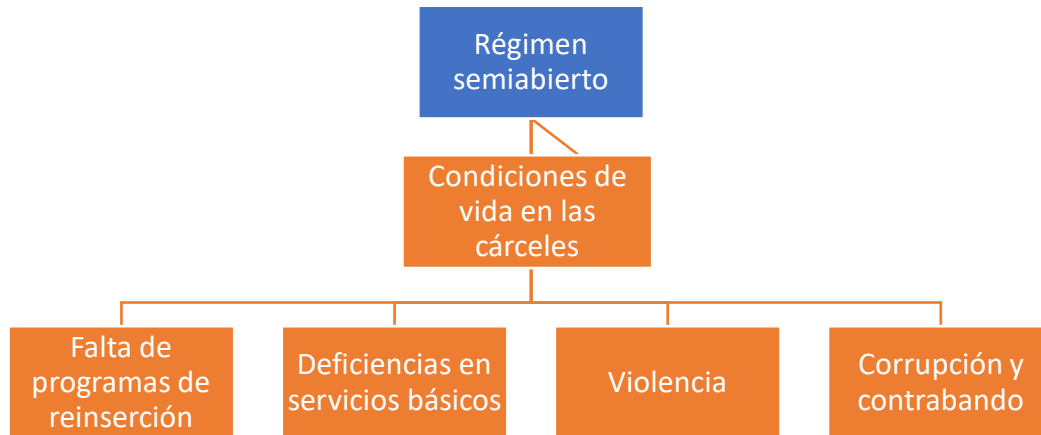 Régimen
semiabierto
Condiciones de
vida en las
cárceles
Falta de
programas de
reinserción
Deficiencias en
servicios básicos
Violencia
Corrupción y
contrabando